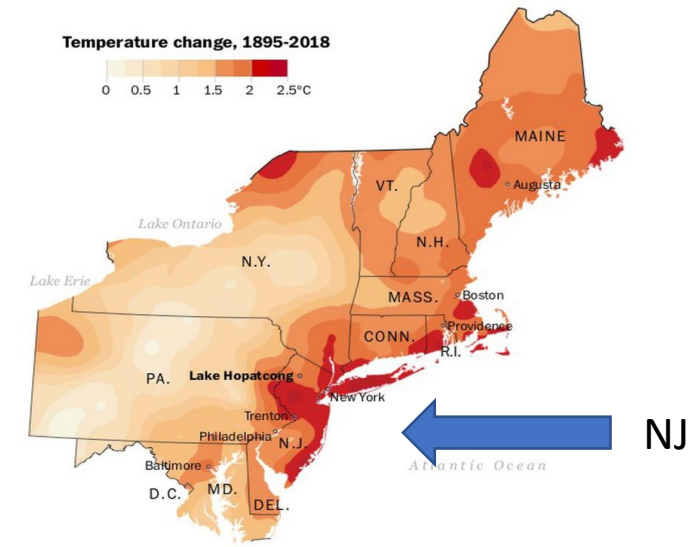 Temperature change, 1895-2018
0 0.5 1 1.5 2 2.5°C
MAINE
VT.
Augusta
Lake Ontario
N.H.
N.Y.
Lake Erie
MASS.
Boston
Providence
CONN.
R.I.
Lake Hopatcong
PA.
New York
Trenton
Philadelphia
N.J.
NJ
Baltimore
Atlantic Ocean
D.C.
MD.
DEL.